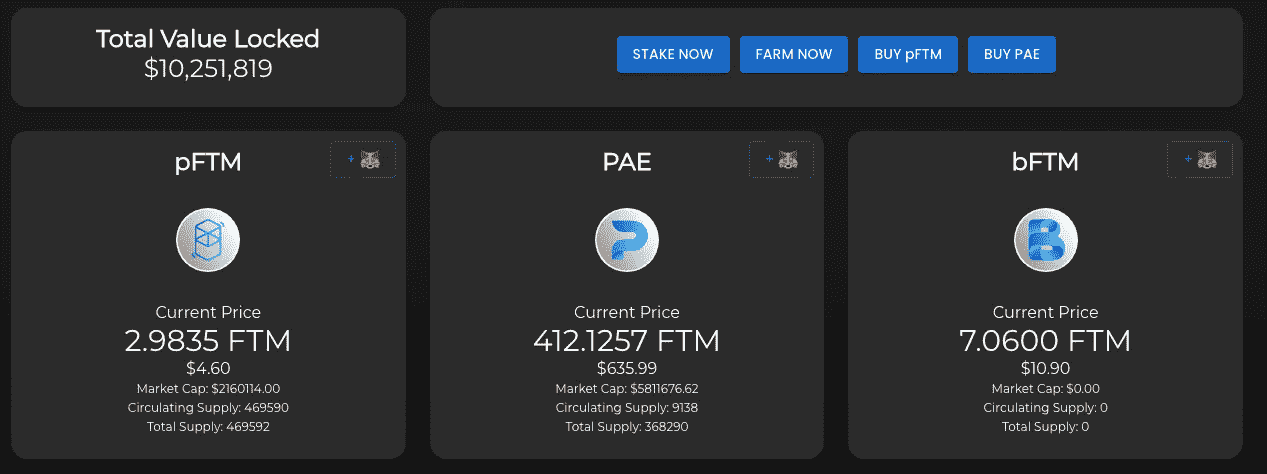 Total Value Locked
$10,251,819
STAKE NOW
FARM NOW
BUY pFTM
BUY PAE
pFTM
+
Current Price
2.9835 FTM
$4.60
Market Cap: $2160114.00
Circulating Supply: 469590
Total Supply: 469592
PAE
+
Current Price
412.1257 FTM
$635.99
Market Cap: $5811676.62
Circulating Supply: 9138
Total Supply: 368290
bFTM
+
Current Price
7.0600 FTM
$10.90
Market Cap: $0.00
Circulating Supply: 0
Total Supply: 0